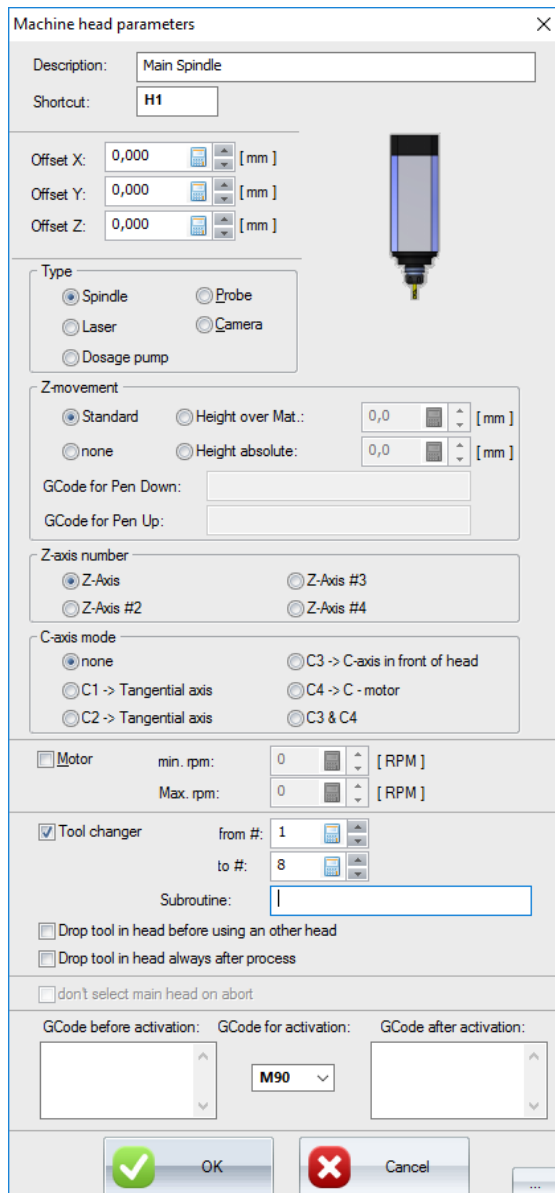 Machine head parameters
Description: Main Spindle
Shortcut: H1
Offset X: 0,000 [ mm ]
Offset Y: 0,000 [ mm ]
Offset Z: 0,000 [ mm ]
Type
Spindle Probe
Laser Camera
Dosage pump
Z-movement
Standard Height over Mat.: 0,0 [ mm ]
none Height absolute: 0,0 [ mm ]
GCode for Pen Down:
GCode for Pen Up:
Z-axis number
Z-Axis Z-Axis #3
Z-Axis #2 Z-Axis #4
C-axis mode
none C3 -> C-axis in front of head
C1 -> Tangential axis C4 -> C - motor
C2 -> Tangential axis C3 & C4
Motor min. rpm: 0 [ RPM ]
Max. rpm: 0 [ RPM ]
Tool changer from #: 1
to #: 8
Subroutine:
Drop tool in head before using an other head
Drop tool in head always after process
don't select main head on abort
GCode before activation: GCode for activation: GCode after activation:
M90
OK Cancel
...